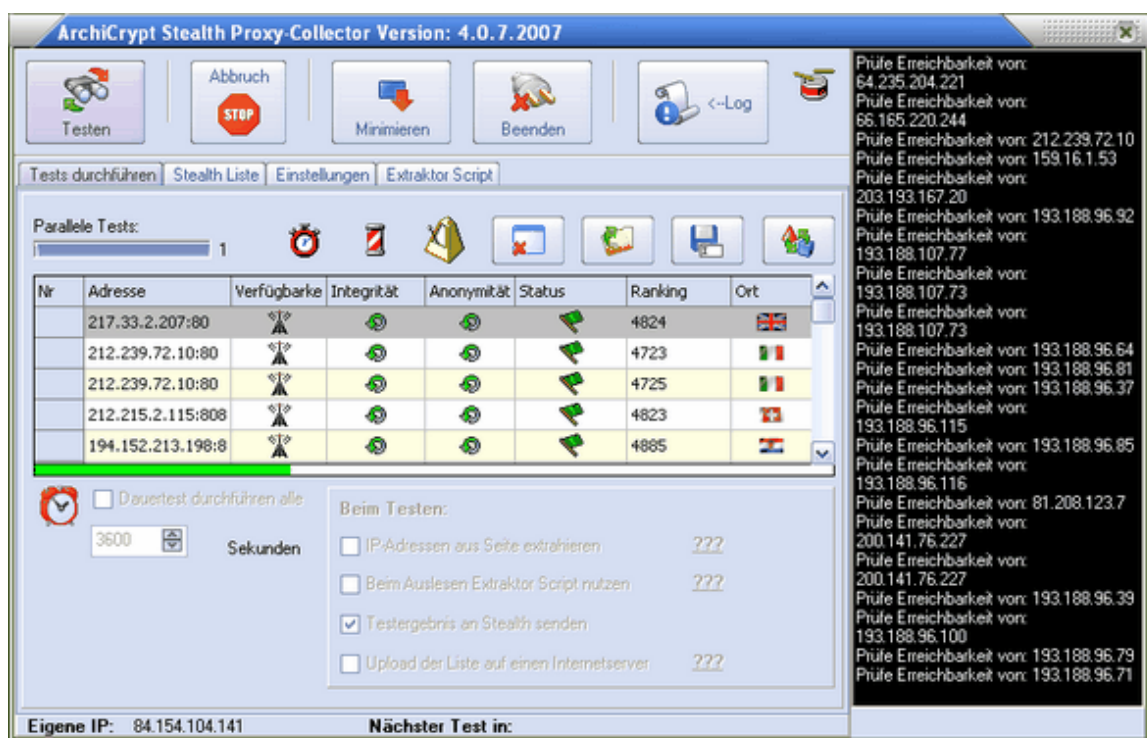 ArchiCrypt Stealth Proxy-Collector Version: 4.0.7.2007
Testen
Abbruch
STOP
Minimieren
Beenden
<--Log
Tests durchführen
Stealth Liste
Einstellungen
Extraktor Script
Parallele Tests:
1
Nr Adresse Verfügbarke Integrität Anonymität Status Ranking Ort
217.33.2.207:80 4824
212.239.72.10:80 4723
212.239.72.10:80 4725
212.215.2.115:808 4823
194.152.213.198:8 4885
Dauertest durchführen alle
3600 Sekunden
Beim Testen:
IP-Adressen aus Seite extrahieren ???
Beim Auslesen Extraktor Script nutzen ???
Testergebnis an Stealth senden
Upload der Liste auf einen Internetserver ???
Eigene IP: 84.154.104.141 Nächster Test in:
Prüfe Erreichbarkeit von:
64.235.204.221
Prüfe Erreichbarkeit von:
66.165.220.244
Prüfe Erreichbarkeit von: 212.239.72.10
Prüfe Erreichbarkeit von: 159.16.1.53
Prüfe Erreichbarkeit von:
203.193.167.20
Prüfe Erreichbarkeit von: 193.188.96.92
Prüfe Erreichbarkeit von:
193.188.107.77
Prüfe Erreichbarkeit von:
193.188.107.73
Prüfe Erreichbarkeit von:
193.188.107.73
Prüfe Erreichbarkeit von: 193.188.96.64
Prüfe Erreichbarkeit von: 193.188.96.81
Prüfe Erreichbarkeit von: 193.188.96.37
Prüfe Erreichbarkeit von:
193.188.96.115
Prüfe Erreichbarkeit von: 193.188.96.85
Prüfe Erreichbarkeit von:
193.188.96.116
Prüfe Erreichbarkeit von: 81.208.123.7
Prüfe Erreichbarkeit von:
200.141.76.227
Prüfe Erreichbarkeit von:
200.141.76.227
Prüfe Erreichbarkeit von: 193.188.96.39
Prüfe Erreichbarkeit von:
193.188.96.100
Prüfe Erreichbarkeit von: 193.188.96.79
Prüfe Erreichbarkeit von: 193.188.96.71